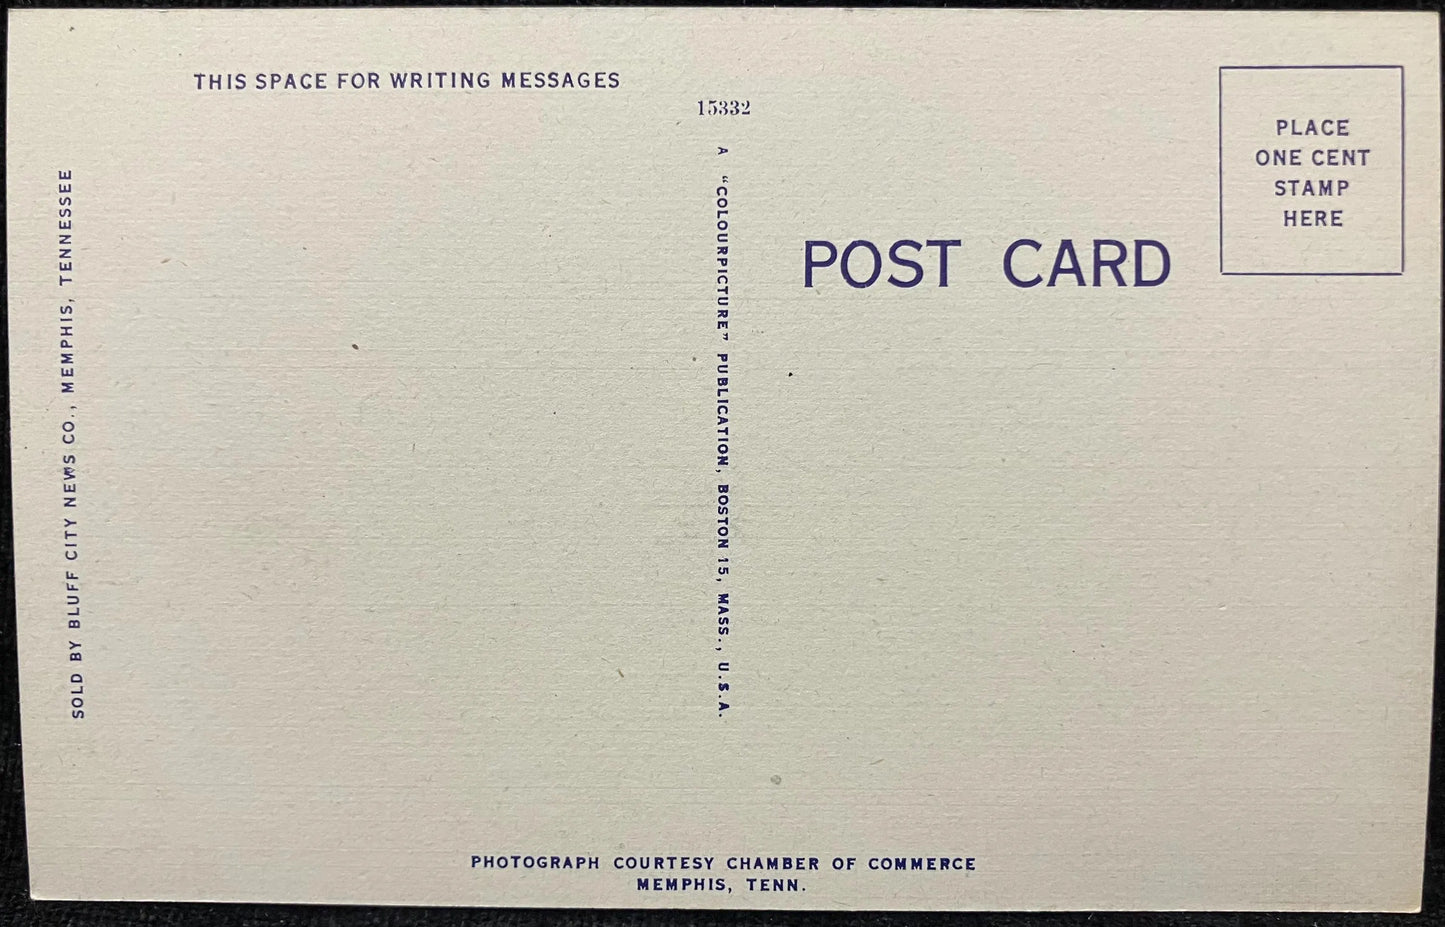 THIS SPACE FOR WRITING MESSAGES
15332
PLACE
ONE CENT
STAMP
HERE
POST CARD
SOLD BY BLUFF CITY NEWS CO., MEMPHIS, TENNESSEE
A "COLOURPICTURE" PUBLICATION, BOSTON 15, MASS., U.S.A.
PHOTOGRAPH COURTESY CHAMBER OF COMMERCE
MEMPHIS, TENN.